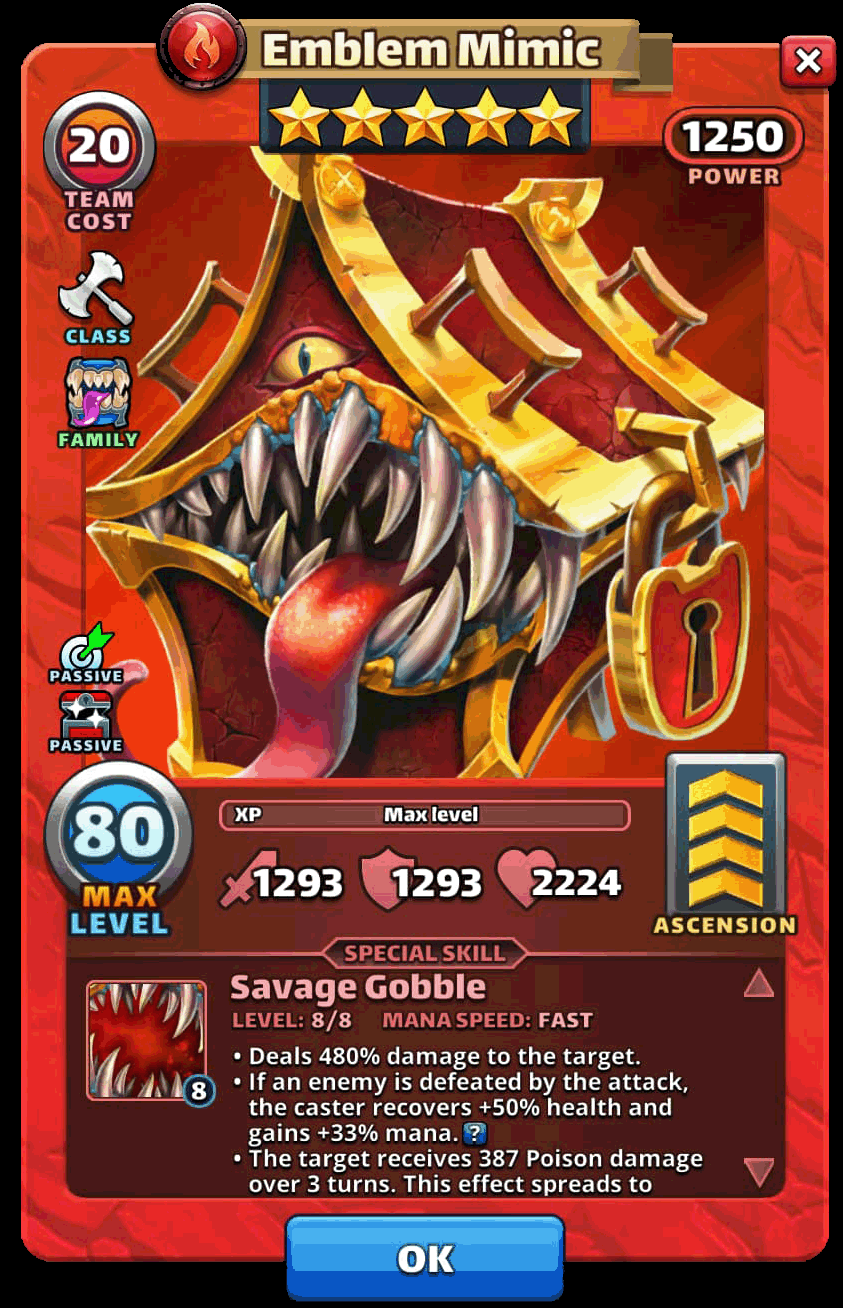 Emblem Mimic
20
TEAM
COST
1250
POWER
CLASS
FAMILY
PASSIVE
PASSIVE
80
MAX
LEVEL
XP Max level
1293 1293 2224
ASCENSION
SPECIAL SKILL
Savage Gobble
LEVEL: 8/8 MANA SPEED: FAST
8
• Deals 480% damage to the target.
• If an enemy is defeated by the attack,
the caster recovers +50% health and
gains +33% mana. ?
• The target receives 387 Poison damage
over 3 turns. This effect spreads to
OK